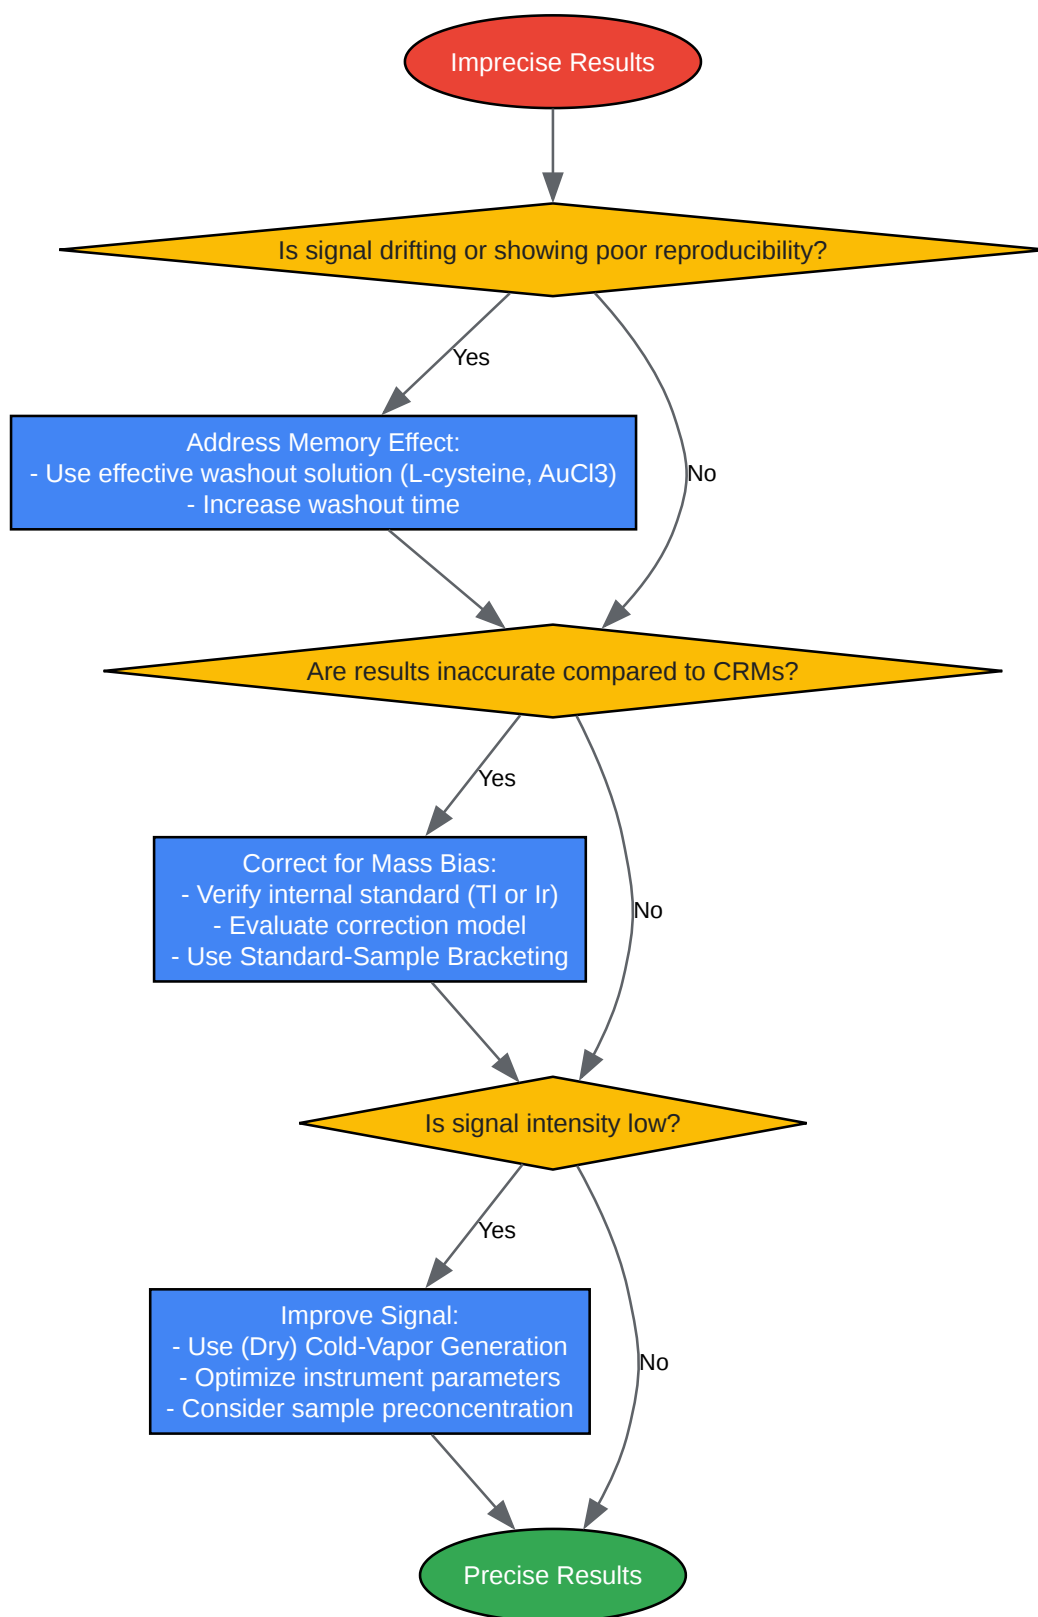 Imprecise Results
Is signal drifting or showing poor reproducibility?
Yes
Address Memory Effect:
- Use effective washout solution (L-cysteine, AuCl3)
- Increase washout time
No
Are results inaccurate compared to CRMs?
Yes
Correct for Mass Bias:
- Verify internal standard (Tl or Ir)
- Evaluate correction model
- Use Standard-Sample Bracketing
No
Is signal intensity low?
Yes
Improve Signal:
- Use (Dry) Cold-Vapor Generation
- Optimize instrument parameters
- Consider sample preconcentration
No
Precise Results